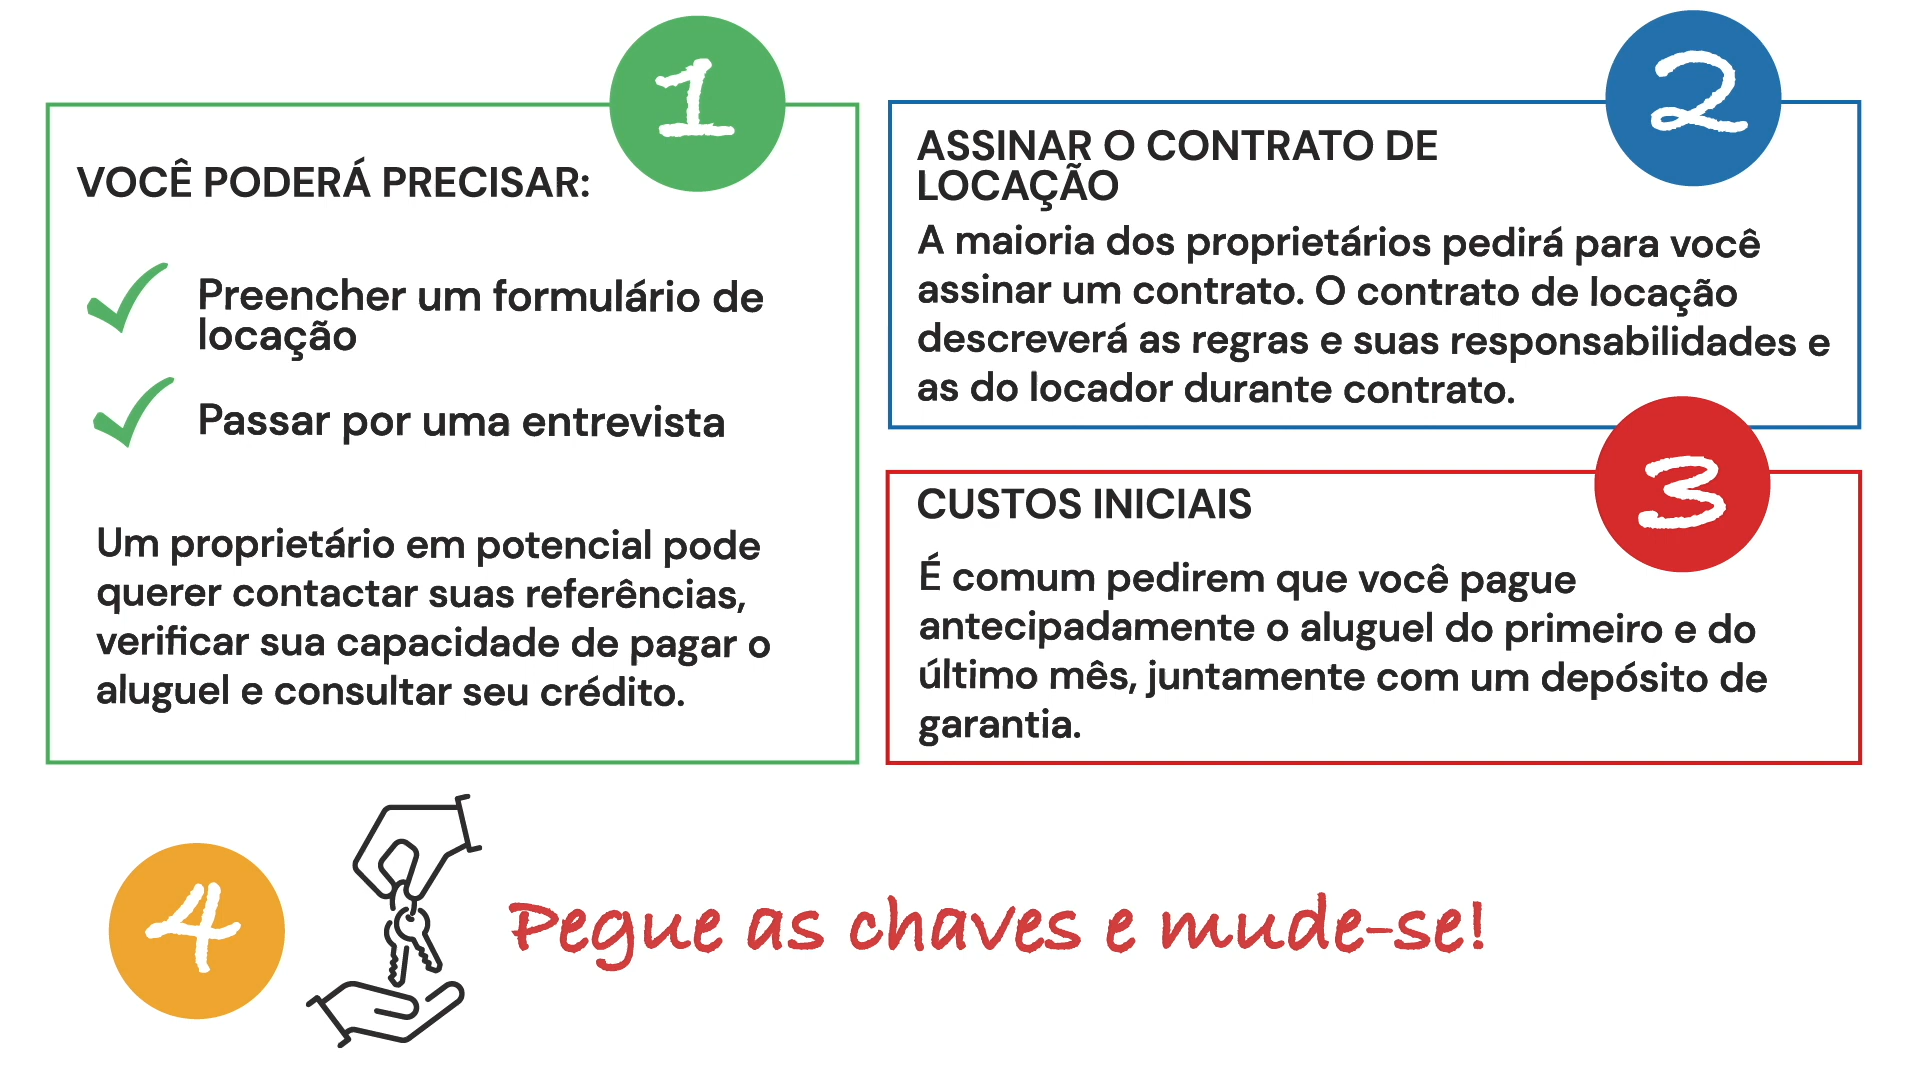 1
VOCÊ PODERÁ PRECISAR:
Preencher um formulário de
locação
Passar por uma entrevista
Um proprietário em potencial pode
querer contactar suas referências,
verificar sua capacidade de pagar o
aluguel e consultar seu crédito.
2
ASSINAR O CONTRATO DE
LOCAÇÃO
A maioria dos proprietários pedirá para você
assinar um contrato. O contrato de locação
descreverá as regras e suas responsabilidades e
as do locador durante contrato.
3
CUSTOS INICIAIS
É comum pedirem que você pague
antecipadamente o aluguel do primeiro e do
último mês, juntamente com um depósito de
garantia.
4
Pegue as chaves e mude-se!